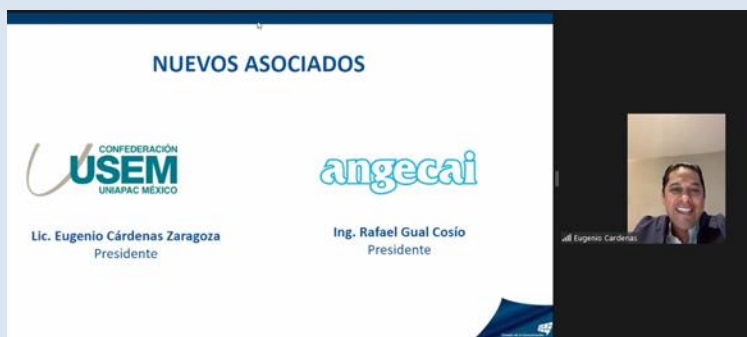 NUEVOS ASOCIADOS
CONFEDERACIÓN
USEM
UNIAPAC MÉXICO
Lic. Eugenio Cárdenas Zaragoza
Presidente
angecai
Ing. Rafael Gual Cosío
Presidente
Eugenio Cardenas